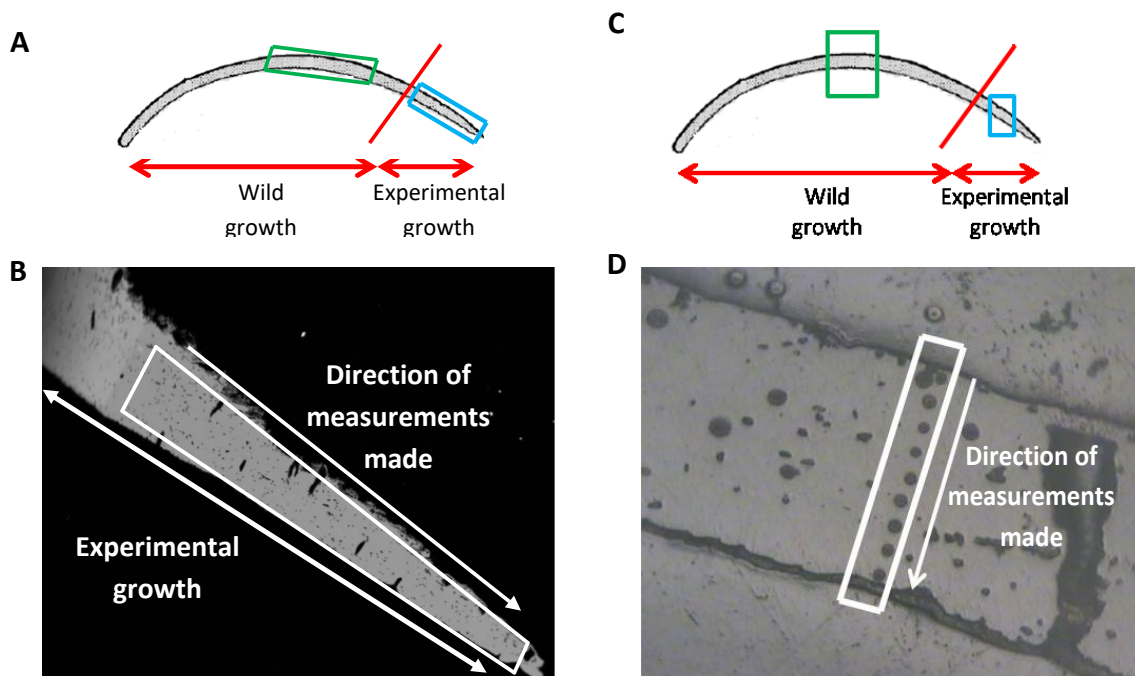 A
Wild
growth
Experimental
growth
C
Wild
growth
Experimental
growth
B
Direction of
measurements
made
Experimental
growth
D
Direction of
measurements
made